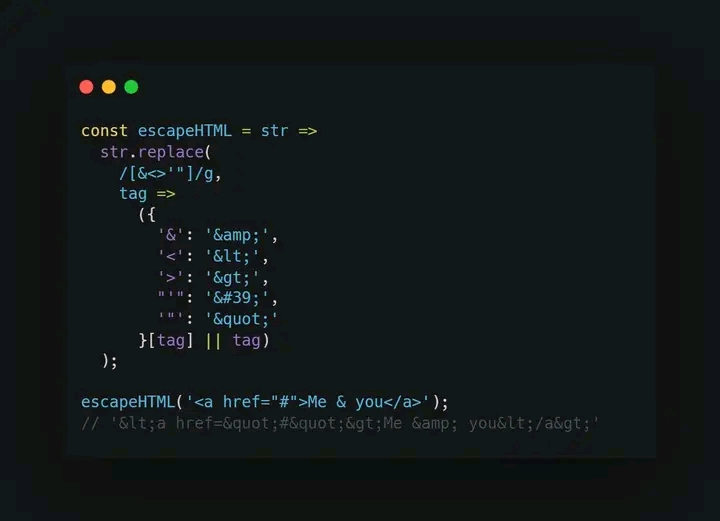 const escapeHTML = str =>
  str.replace(
    /[&<>'"]/g,
    tag =>
      ({
        '&': '&amp;',
        '<': '&lt;',
        '>': '&gt;',
        "'": '&#39;',
        '"': '&quot;'
      }[tag] || tag)
  );

escapeHTML('<a href="#">Me & you</a>');
// '&lt;a href=&quot;#&quot;&gt;Me &amp; you&lt;/a&gt;'